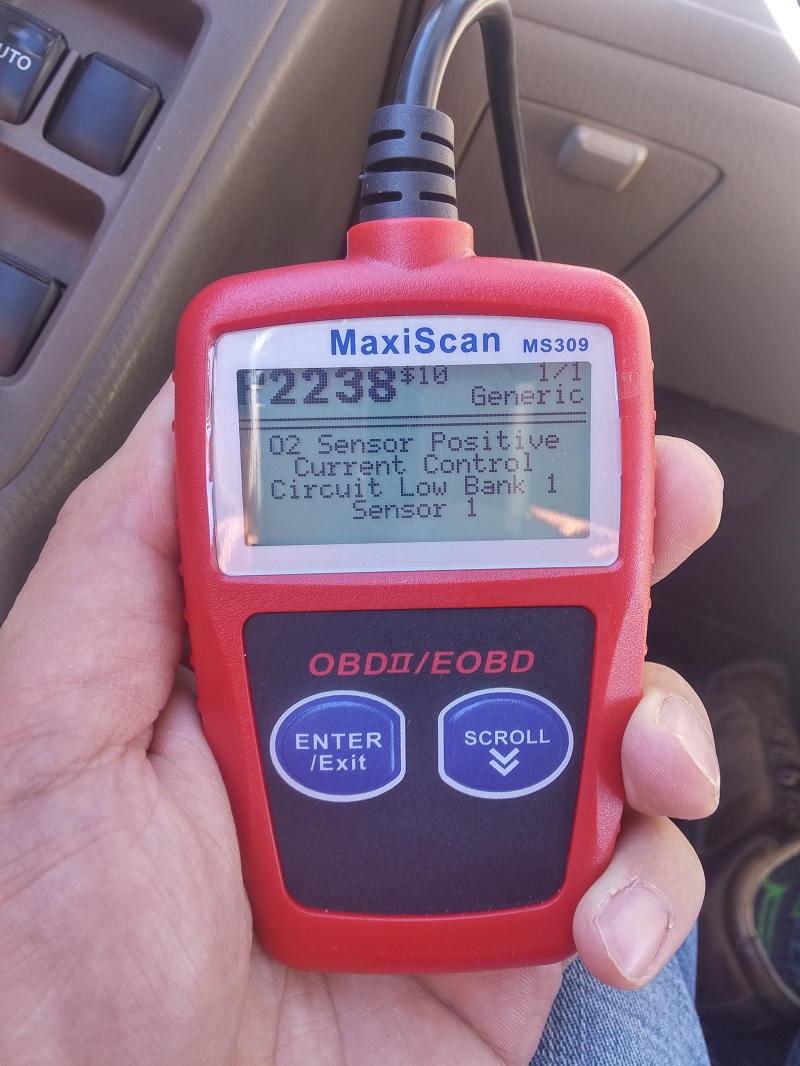 UTO
MaxiScan MS309
P2238 $10 1/1
Generic
O2 Sensor Positive
Current Control
Circuit Low Bank 1
Sensor 1
OBDII/EOBD
ENTER
/Exit
SCROLL